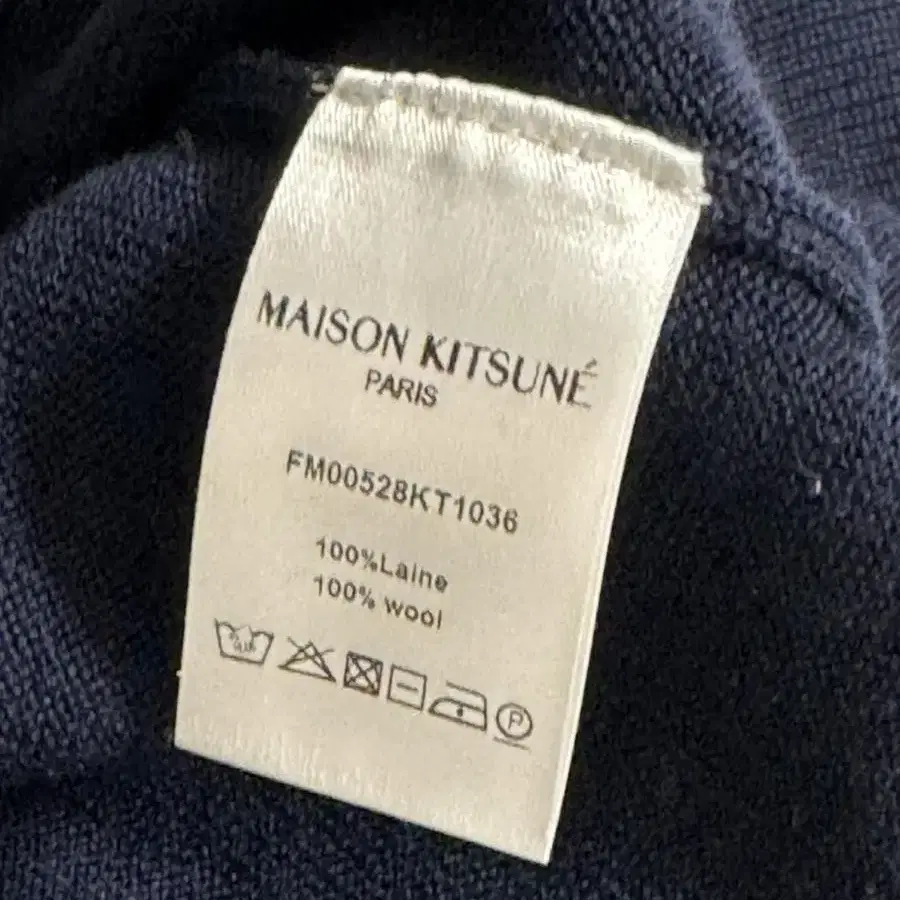 MAISON KITSUNÉ
PARIS
FM00528KT1036
100%Laine
100% wool
P